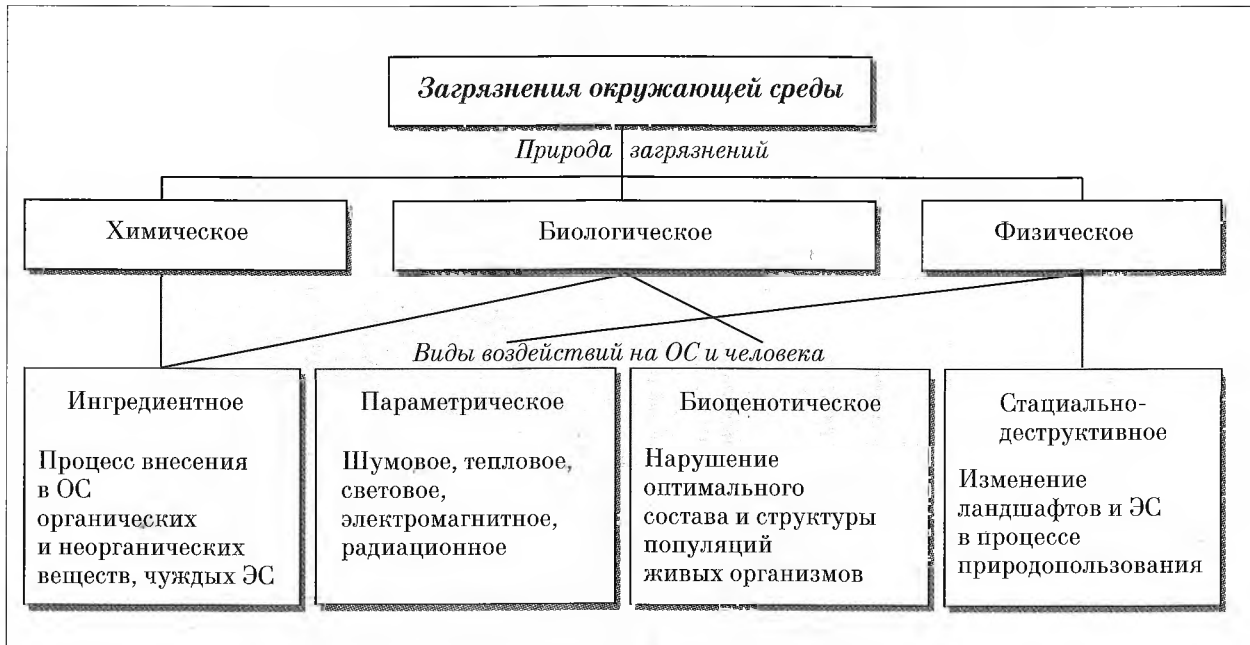 Загрязнения окружающей среды
Природа загрязнений
Химическое
Биологическое
Физическое
Виды воздействий на ОС и человека
Ингредиентное
Процесс внесения
в ОС
органических
и неорганических
веществ, чуждых ЭС
Параметрическое
Шумовое, тепловое,
световое,
электромагнитное,
радиационное
Биоценотическое
Нарушение
оптимального
состава и структуры
популяций
живых организмов
Стациально-
деструктивное
Изменение
ландшафтов и ЭС
в процессе
природопользования